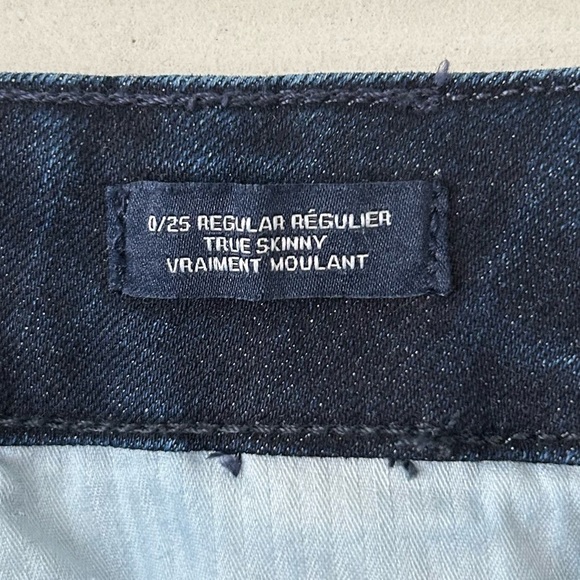 0/25 REGULAR RÉGULIER
TRUE SKINNY
VRAIMENT MOULANT